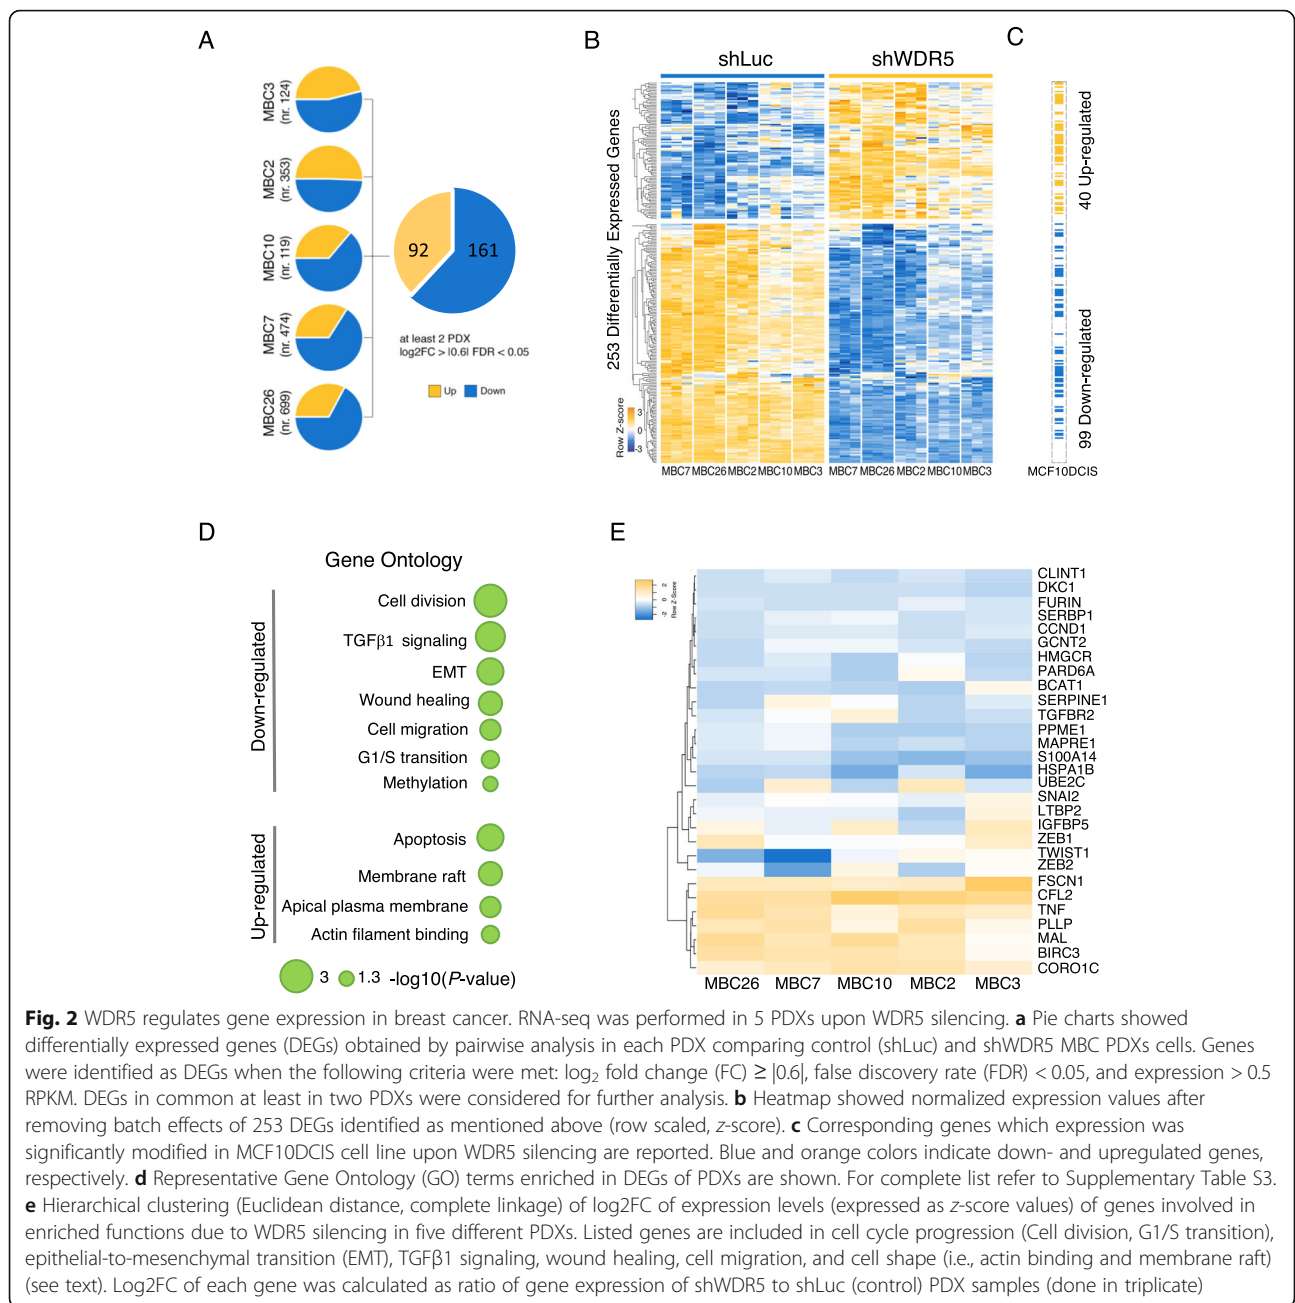 A
MBC3
(nr. 124)
MBC2
(nr. 353)
MBC10
(nr. 119)
MBC7
(nr. 474)
MBC26
(nr. 699)
92
161
at least 2 PDX
log2FC > |0.6| FDR < 0.05
Up
Down
B
shLuc
shWDR5
253 Differentially Expressed Genes
Row Z-score
3
0
-3
MBC7 MBC26 MBC2 MBC10 MBC3
MBC7 MBC26 MBC2 MBC10 MBC3
C
40 Up-regulated
99 Down-regulated
MCF10DCIS
D
Gene Ontology
Down-regulated
Cell division
TGFβ1 signaling
EMT
Wound healing
Cell migration
G1/S transition
Methylation
Up-regulated
Apoptosis
Membrane raft
Apical plasma membrane
Actin filament binding
3
1.3
-log10(P-value)
E
2
0
-2
Row Z-Score
CLINT1
DKC1
FURIN
SERBP1
CCND1
GCNT2
HMGCR
PARD6A
BCAT1
SERPINE1
TGFBR2
PPME1
MAPRE1
S100A14
HSPA1B
UBE2C
SNAI2
LTBP2
IGFBP5
ZEB1
TWIST1
ZEB2
FSCN1
CFL2
TNF
PLLP
MAL
BIRC3
CORO1C
MBC26 MBC7 MBC10 MBC2 MBC3
Fig. 2 WDR5 regulates gene expression in breast cancer. RNA-seq was performed in 5 PDXs upon WDR5 silencing. a Pie charts showed
differentially expressed genes (DEGs) obtained by pairwise analysis in each PDX comparing control (shLuc) and shWDR5 MBC PDXs cells. Genes
were identified as DEGs when the following criteria were met: log2 fold change (FC) ≥ |0.6|, false discovery rate (FDR) < 0.05, and expression > 0.5
RPKM. DEGs in common at least in two PDXs were considered for further analysis. b Heatmap showed normalized expression values after
removing batch effects of 253 DEGs identified as mentioned above (row scaled, z-score). c Corresponding genes which expression was
significantly modified in MCF10DCIS cell line upon WDR5 silencing are reported. Blue and orange colors indicate down- and upregulated genes,
respectively. d Representative Gene Ontology (GO) terms enriched in DEGs of PDXs are shown. For complete list refer to Supplementary Table S3.
e Hierarchical clustering (Euclidean distance, complete linkage) of log2FC of expression levels (expressed as z-score values) of genes involved in
enriched functions due to WDR5 silencing in five different PDXs. Listed genes are included in cell cycle progression (Cell division, G1/S transition),
epithelial-to-mesenchymal transition (EMT), TGFβ1 signaling, wound healing, cell migration, and cell shape (i.e., actin binding and membrane raft)
(see text). Log2FC of each gene was calculated as ratio of gene expression of shWDR5 to shLuc (control) PDX samples (done in triplicate)